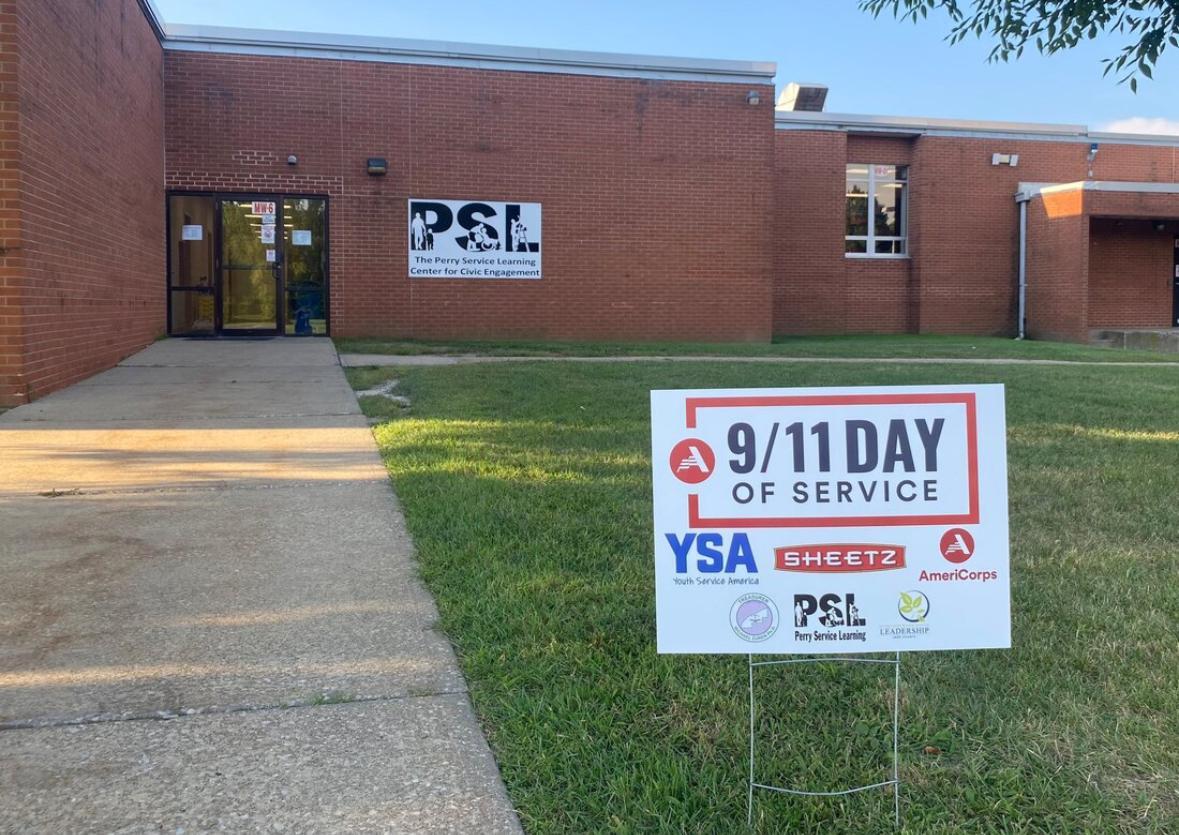 MW-6
PSL
The Perry Service Learning
Center for Civic Engagement
9/11 DAY
OF SERVICE
YSA
Youth Service America
SHEETZ
AmeriCorps
TREASURER
PSL
Perry Service Learning
LEADERSHIP